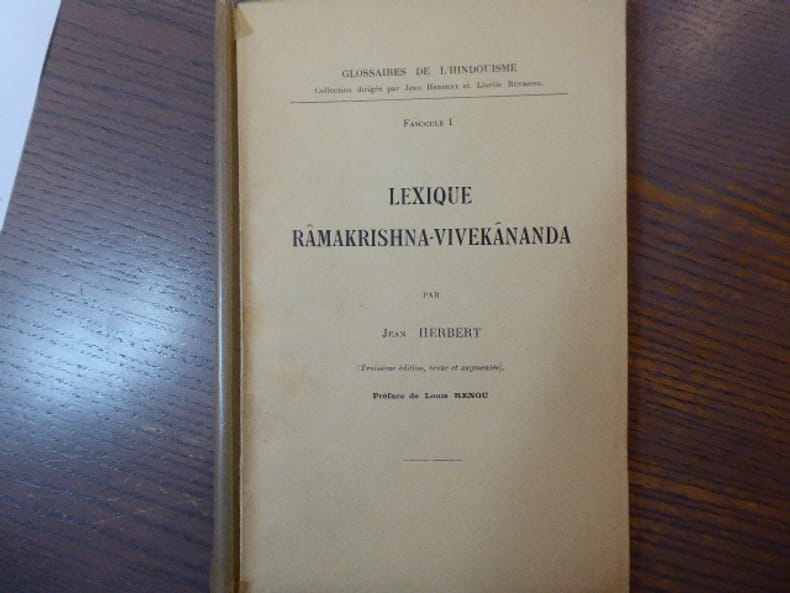 GLOSSAIRES DE L'HINDOUISME
Collection dirigée par Jean HERBERT et Lizelle REYMOND.
FASCICULE 1
LEXIQUE
RÂMAKRISHNA-VIVEKÂNANDA
PAR
JEAN HERBERT
(Troisième édition, revue et augmentée).
Préface de Louis RENOU